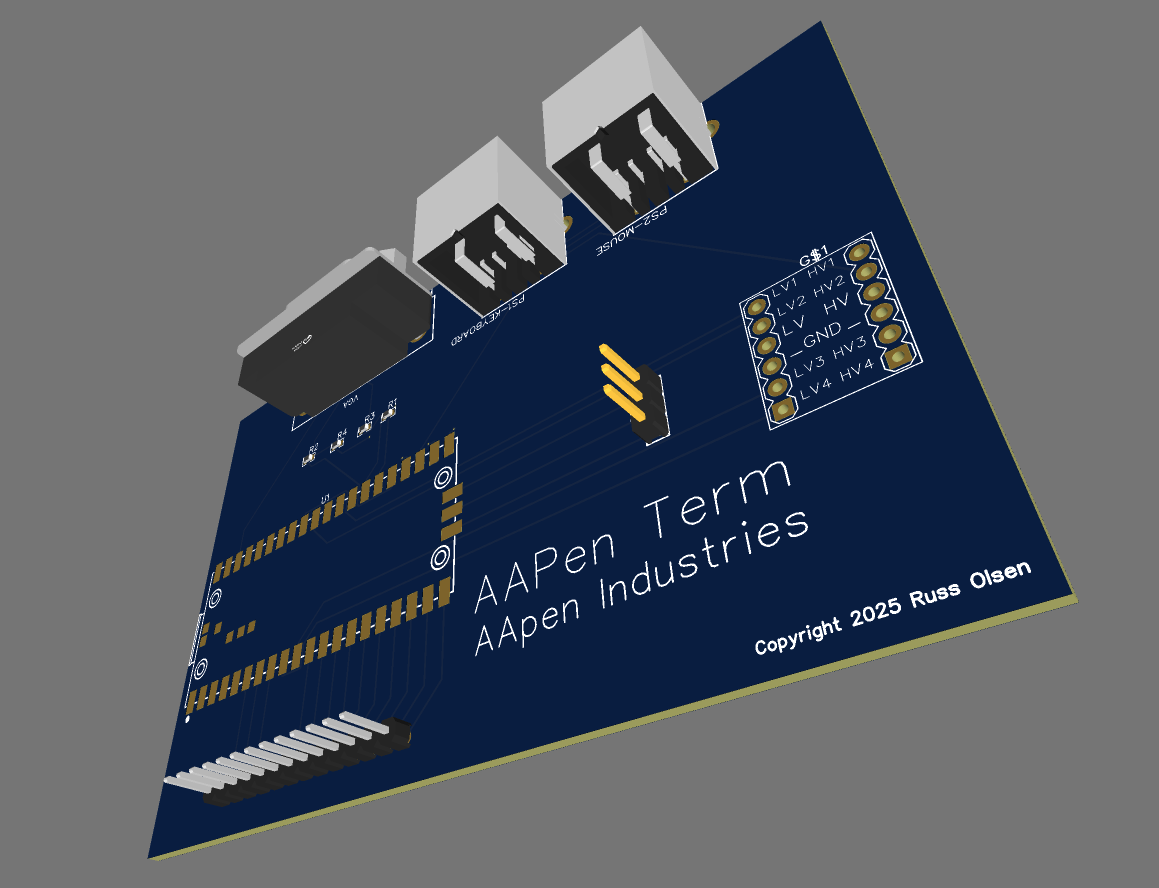 PS2-MOUSE
PS1-KEYBOARD
VGA
R2
R4
R3
R1
U5
G$1
LV1 HV1
LV2 HV2
LV HV
GND
LV3 HV3
LV4 HV4
AAPen Term
AApen Industries
Copyright 2025 Russ Olsen